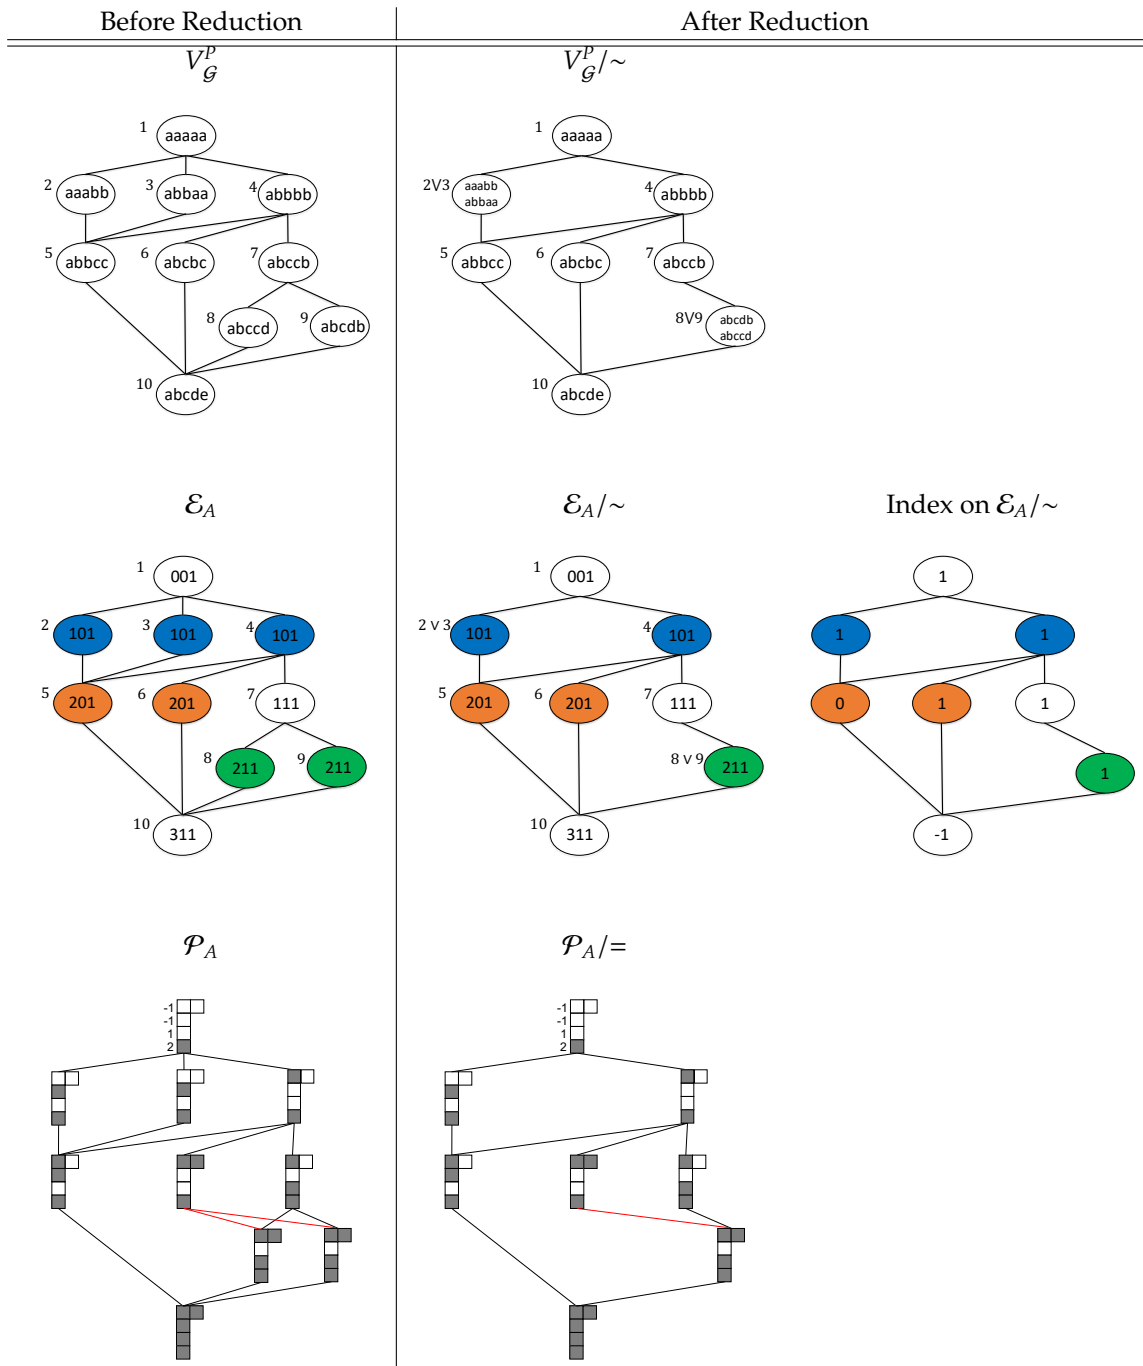 Before Reduction After Reduction
V_𝒢^P V_𝒢^P/~
1 aaaaa 1 aaaaa
2 aaabb 3 abbaa 4 abbbb 2V3 aaabb abbaa 4 abbbb
5 abbcc 6 abcbc 7 abccb 5 abbcc 6 abcbc 7 abccb
8 abccd 9 abcdb 8V9 abcdb abccd
10 abcde 10 abcde
ℰ_A ℰ_A/~ Index on ℰ_A/~
1 001 1 001 1
2 101 3 101 4 101 2 ∨ 3 101 4 101 1 1
5 201 6 201 7 111 5 201 6 201 7 111 0 1 1
8 211 9 211 8 ∨ 9 211 1
10 311 10 311 -1
𝒫_A 𝒫_A/=
-1 -1
-1 -1
1 1
2 2